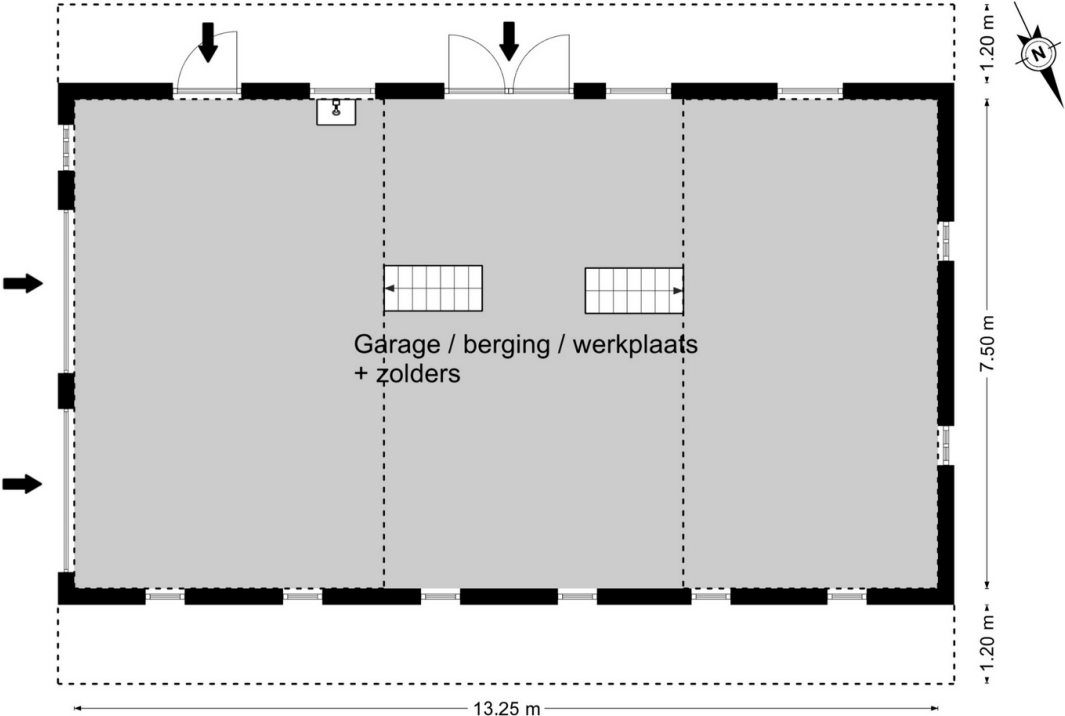 1.20 m
N
7.50 m
Garage / berging / werkplaats
+ zolders
1.20 m
13.25 m